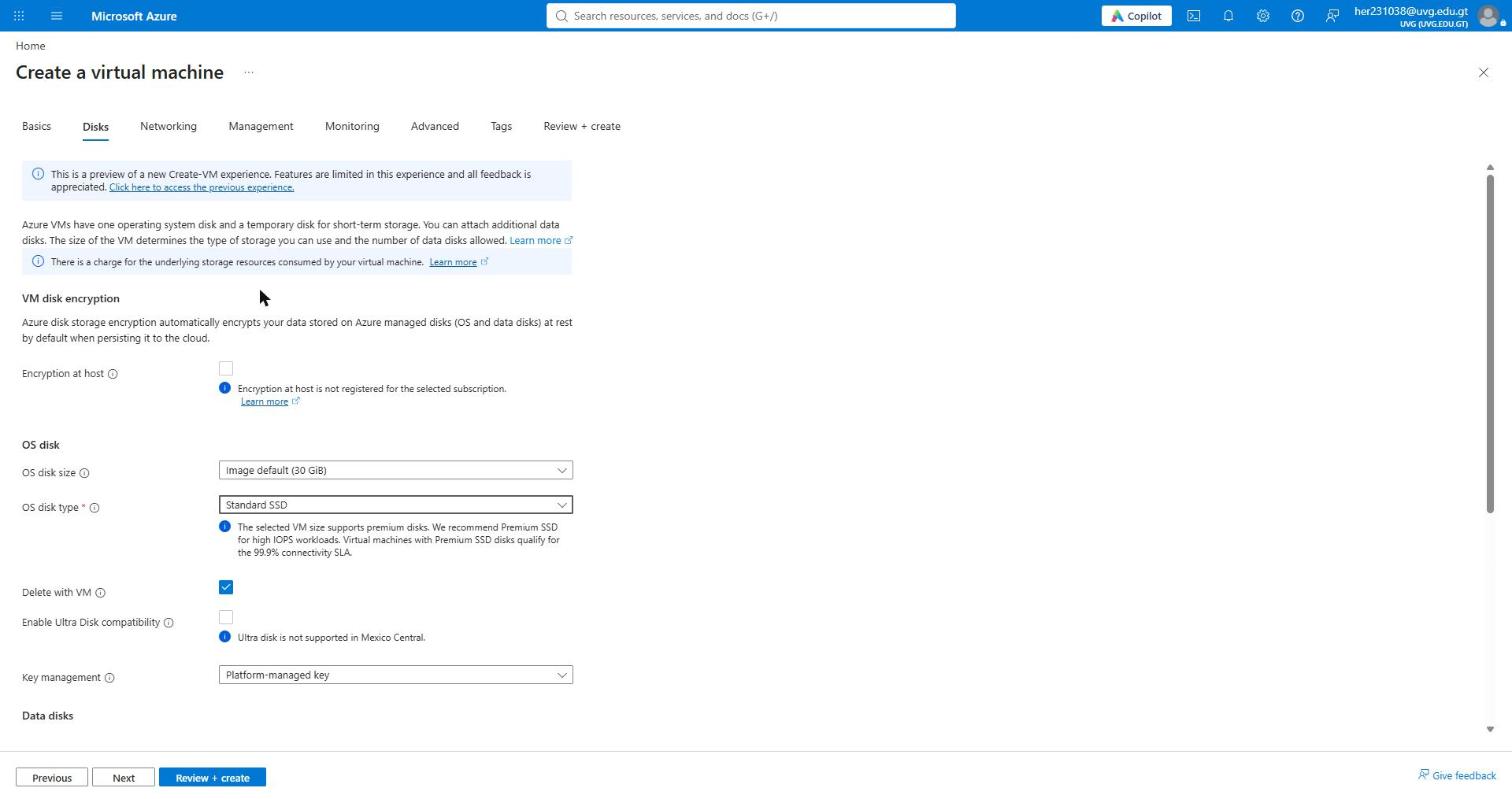 Microsoft Azure
Search resources, services, and docs (G+/)
Copilot
her231038@uvg.edu.gt
UVG (UVG.EDU.GT)
Home
Create a virtual machine
...
Basics
Disks
Networking
Management
Monitoring
Advanced
Tags
Review + create
This is a preview of a new Create-VM experience. Features are limited in this experience and all feedback is
appreciated. Click here to access the previous experience.
Azure VMs have one operating system disk and a temporary disk for short-term storage. You can attach additional data
disks. The size of the VM determines the type of storage you can use and the number of data disks allowed. Learn more
There is a charge for the underlying storage resources consumed by your virtual machine. Learn more
VM disk encryption
Azure disk storage encryption automatically encrypts your data stored on Azure managed disks (OS and data disks) at rest
by default when persisting it to the cloud.
Encryption at host
Encryption at host is not registered for the selected subscription.
Learn more
OS disk
OS disk size
Image default (30 GiB)
OS disk type *
Standard SSD
The selected VM size supports premium disks. We recommend Premium SSD
for high IOPS workloads. Virtual machines with Premium SSD disks qualify for
the 99.9% connectivity SLA.
Delete with VM
Enable Ultra Disk compatibility
Ultra disk is not supported in Mexico Central.
Key management
Platform-managed key
Data disks
Previous
Next
Review + create
Give feedback